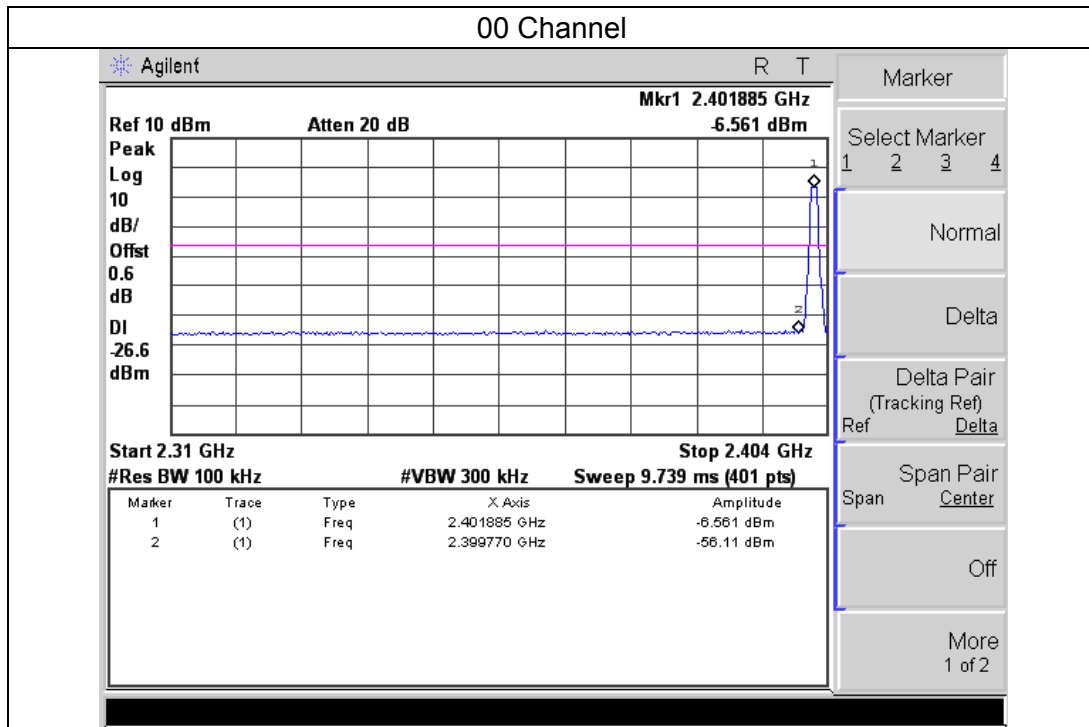 00 Channel
Agilent R T
Mkr1 2.401885 GHz
Ref 10 dBm Atten 20 dB -6.561 dBm
Peak
Log
10
dB/
Offst
0.6
dB
DI
-26.6
dBm
1
2
Start 2.31 GHz Stop 2.404 GHz
#Res BW 100 kHz #VBW 300 kHz Sweep 9.739 ms (401 pts)
Marker Trace Type X Axis Amplitude
1 (1) Freq 2.401885 GHz -6.561 dBm
2 (1) Freq 2.399770 GHz -56.11 dBm
Marker
Select Marker
1 2 3 4
Normal
Delta
Delta Pair
(Tracking Ref)
Ref Delta
Span Pair
Span Center
Off
More
1 of 2